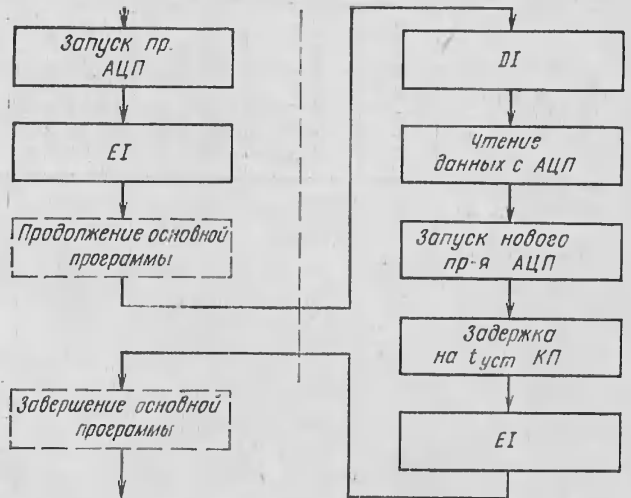 Запуск пр.
АЦП
EI
Продолжение основной
программы
Завершение основной
программы
DI
Чтение
данных с АЦП
Запуск нового
пр-я АЦП
Задержка
на tуст КП
EI